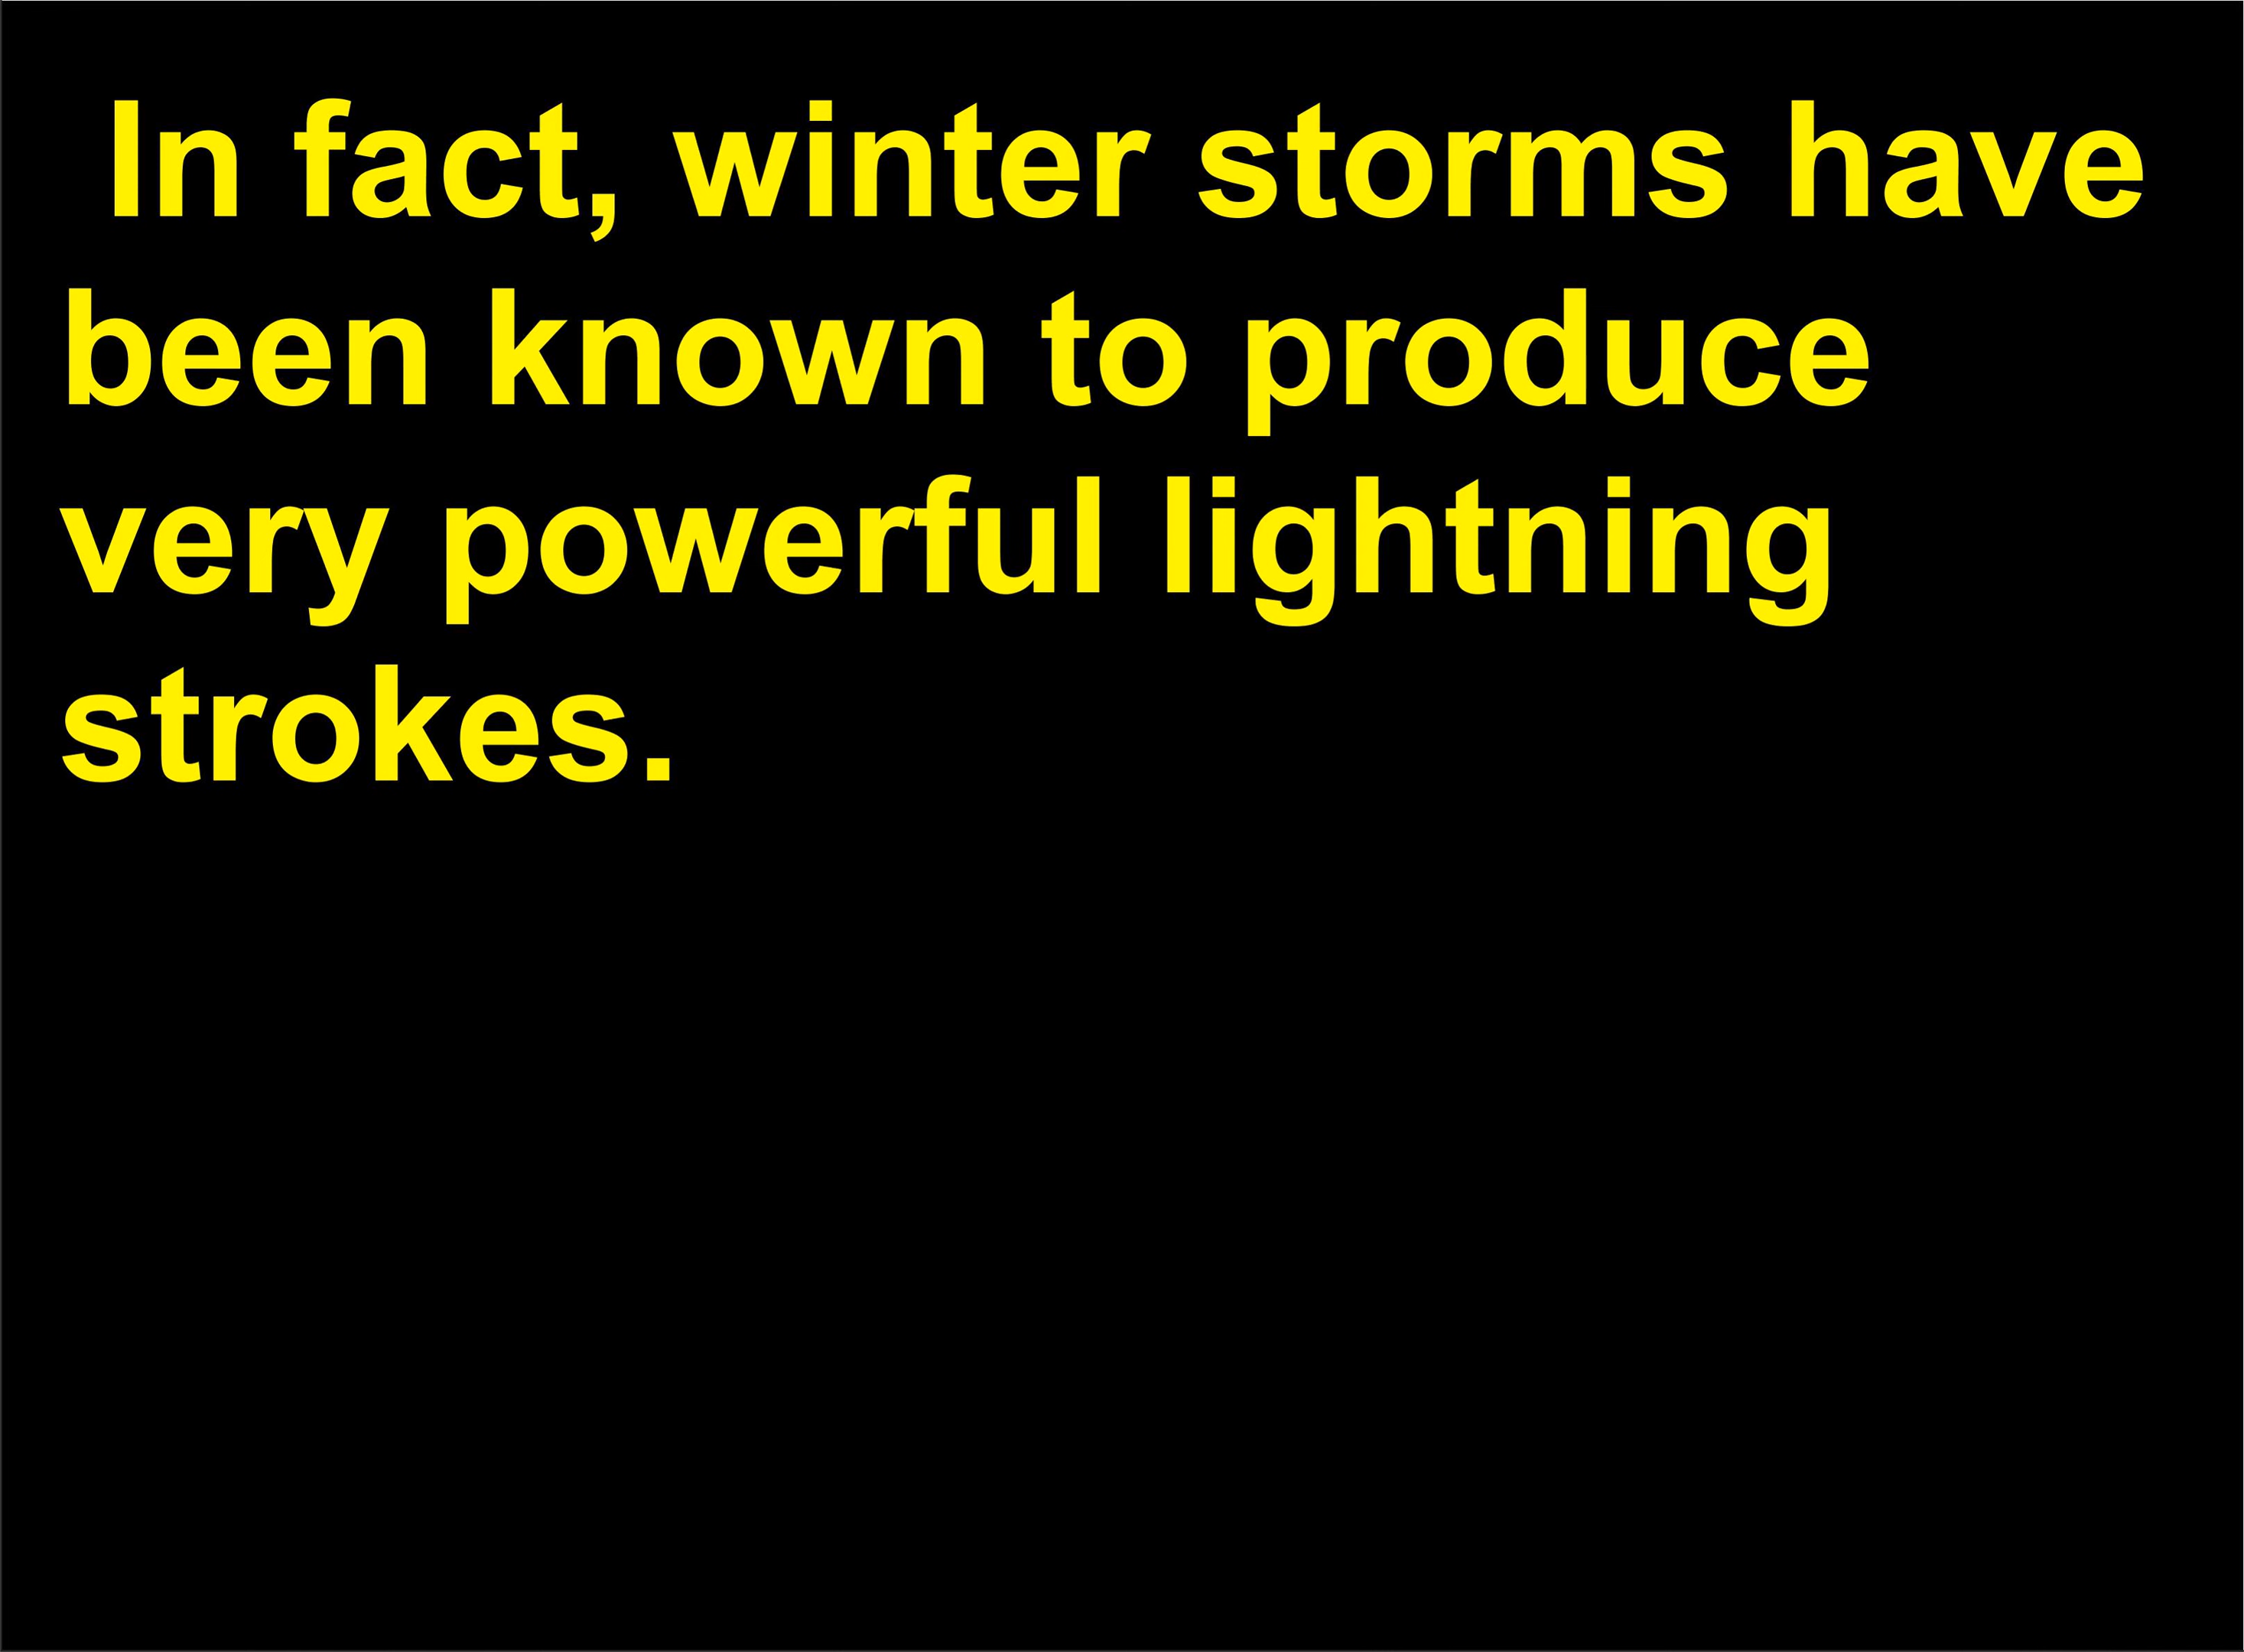 In fact, winter storms have
been known to produce
very powerful lightning
strokes.